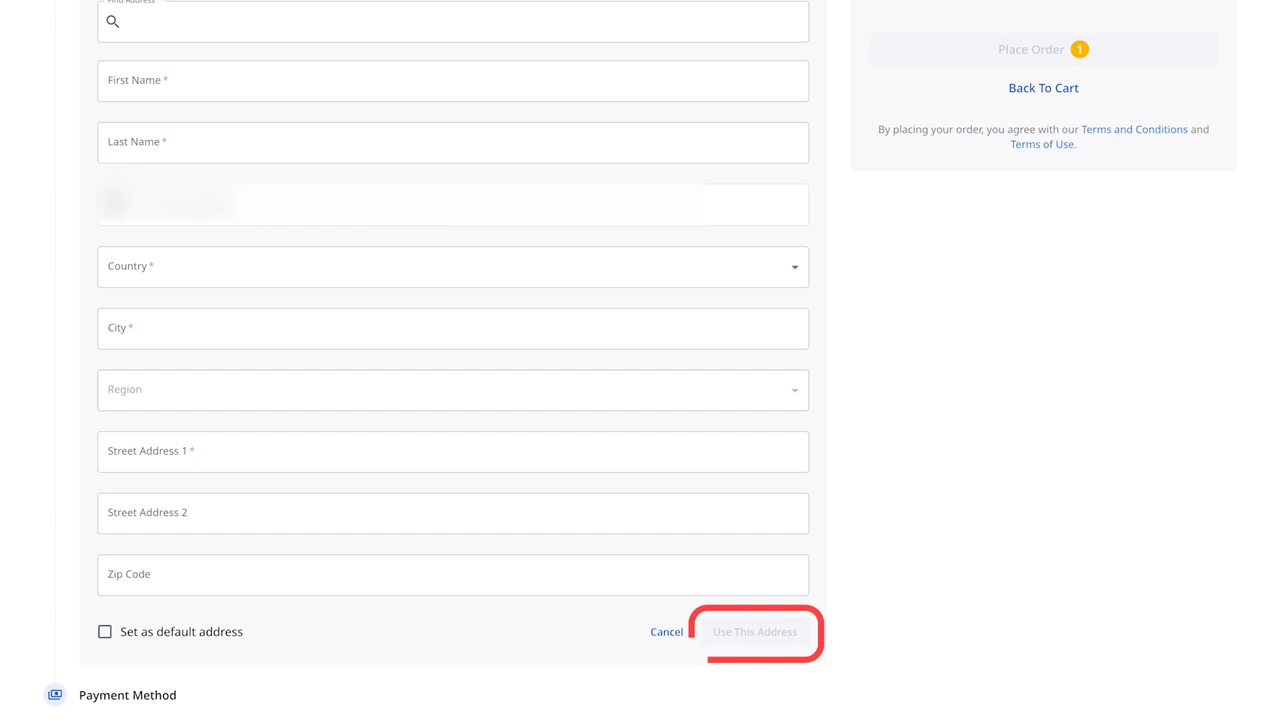 Find Address
First Name *
Last Name *
Country *
City *
Region
Street Address 1 *
Street Address 2
Zip Code
Set as default address
Cancel
Use This Address
Payment Method
Place Order 1
Back To Cart
By placing your order, you agree with our Terms and Conditions and
Terms of Use.